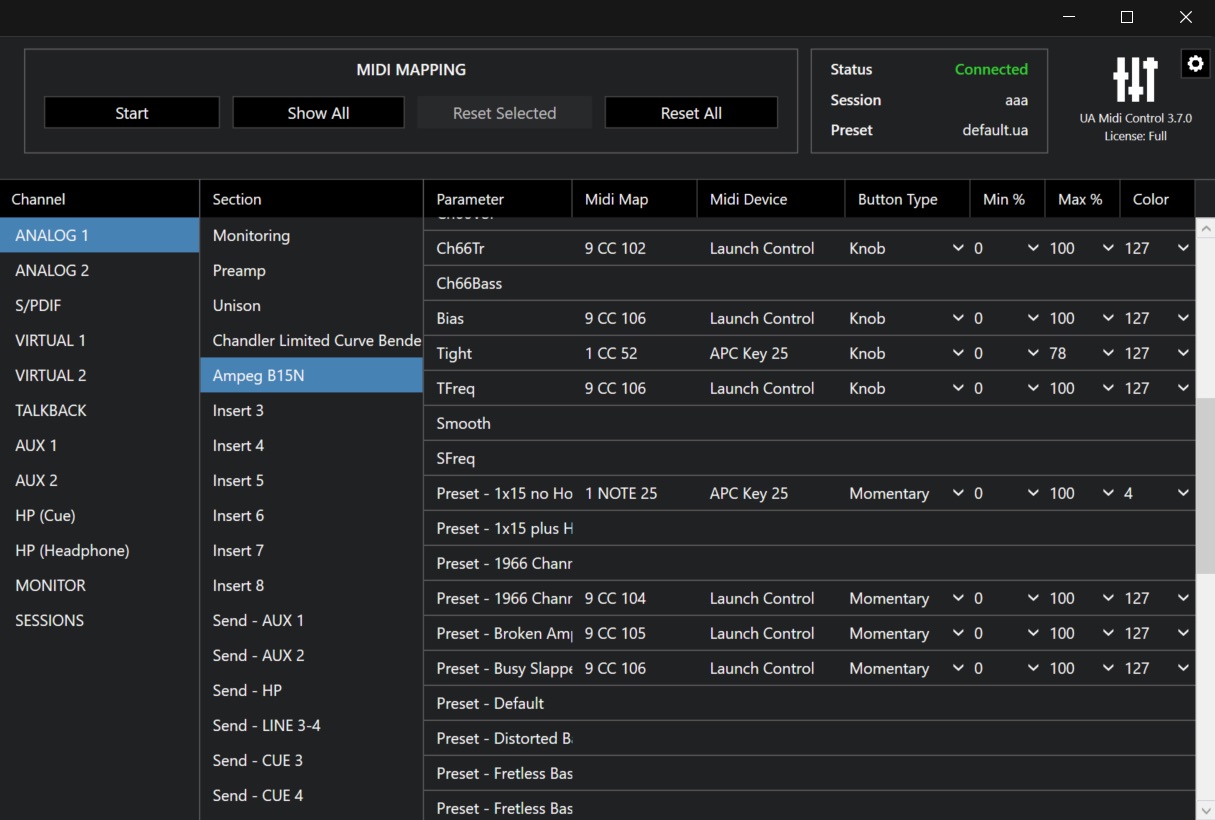 MIDI MAPPING
Start Show All Reset Selected Reset All
Status Connected
Session aaa
Preset default.ua
UA Midi Control 3.7.0
License: Full
Channel Section Parameter Midi Map Midi Device Button Type Min % Max % Color
ANALOG 1
ANALOG 2
S/PDIF
VIRTUAL 1
VIRTUAL 2
TALKBACK
AUX 1
AUX 2
HP (Cue)
HP (Headphone)
MONITOR
SESSIONS
Monitoring
Preamp
Unison
Chandler Limited Curve Bende
Ampeg B15N
Insert 3
Insert 4
Insert 5
Insert 6
Insert 7
Insert 8
Send - AUX 1
Send - AUX 2
Send - HP
Send - LINE 3-4
Send - CUE 3
Send - CUE 4
Ch66Tr 9 CC 102 Launch Control Knob 0 100 127
Ch66Bass
Bias 9 CC 106 Launch Control Knob 0 100 127
Tight 1 CC 52 APC Key 25 Knob 0 78 127
TFreq 9 CC 106 Launch Control Knob 0 100 127
Smooth
SFreq
Preset - 1x15 no Ho 1 NOTE 25 APC Key 25 Momentary 0 100 4
Preset - 1x15 plus H
Preset - 1966 Chanr
Preset - 1966 Chanr 9 CC 104 Launch Control Momentary 0 100 127
Preset - Broken Am 9 CC 105 Launch Control Momentary 0 100 127
Preset - Busy Slappe 9 CC 106 Launch Control Momentary 0 100 127
Preset - Default
Preset - Distorted B
Preset - Fretless Bas
Preset - Fretless Bas